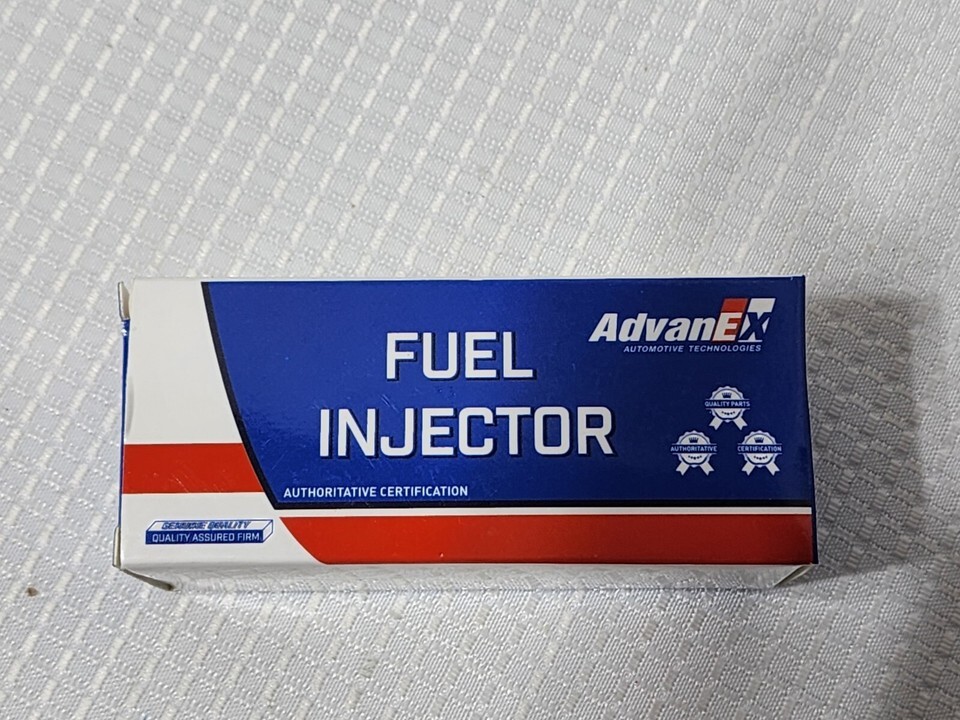 FUEL
INJECTOR
AdvanEX
AUTOMOTIVE TECHNOLOGIES
QUALITY PARTS
AUTHORITATIVE
CERTIFICATION
AUTHORITATIVE CERTIFICATION
GENUINE QUALITY
QUALITY ASSURED FIRM